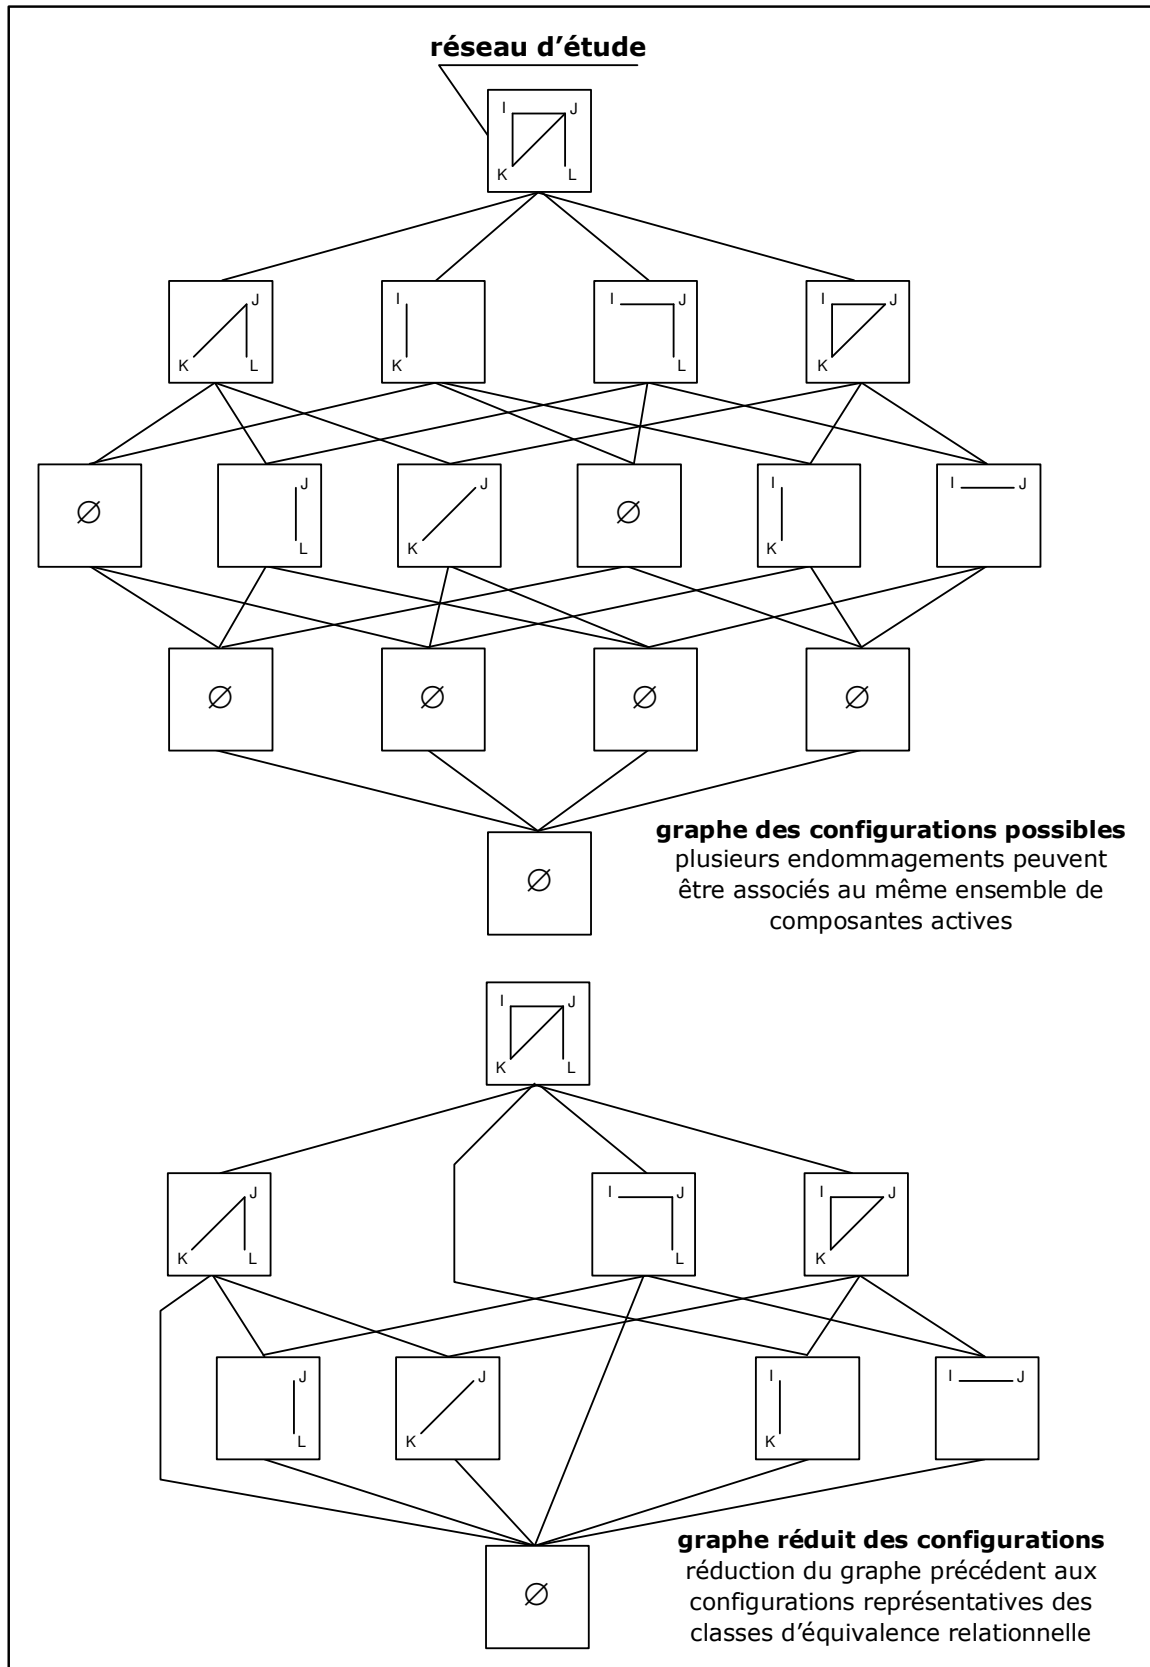 réseau d'étude
I J
K L
J I I J I J
K L K L K
∅ J J ∅ I I J
L K K
∅ ∅ ∅ ∅
graphe des configurations possibles
plusieurs endommagements peuvent
∅
être associés au même ensemble de
composantes actives
I J
K L
J I J I J
K L L K
J J I I J
L K K
graphe réduit des configurations
réduction du graphe précédent aux
∅
configurations représentatives des
classes d'équivalence relationnelle